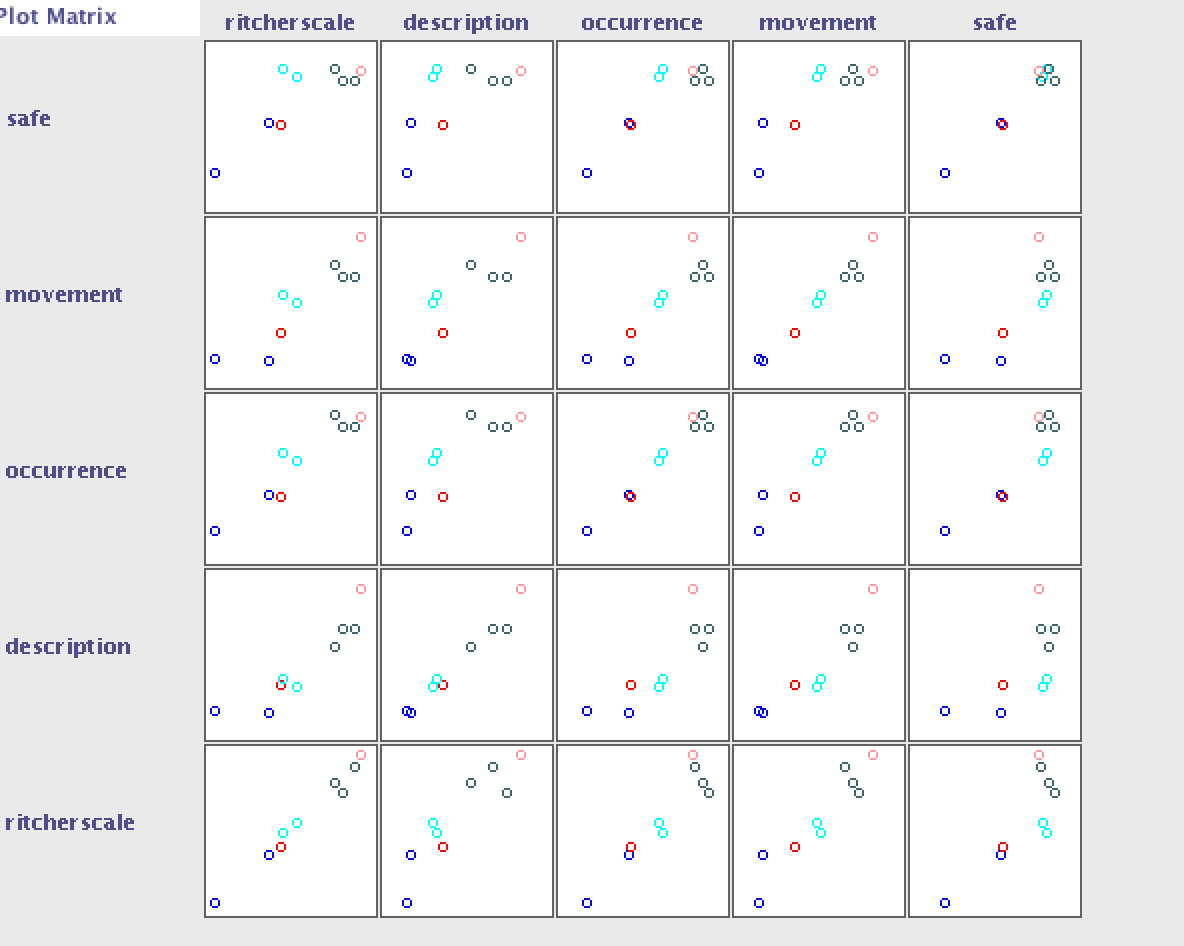 Plot Matrix
ritcherscale description occurrence movement safe
safe
movement
occurrence
description
ritcherscale